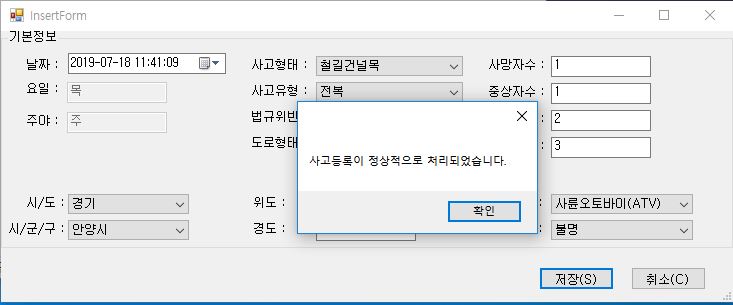 InsertForm
기본정보
날짜 : 2019-07-18 11:41:09 사고형태 : 철길건널목 사망자수 : 1
요일 : 목 사고유형 : 전복 중상자수 : 1
주야 : 주 법규위반 : 2
도로형태 : 3
사고등록이 정상적으로 처리되었습니다.
확인
시/도 : 경기 위도 : : 사륜오토바이(ATV)
시/군/구 : 안양시 경도 : : 불명
저장(S) 취소(C)